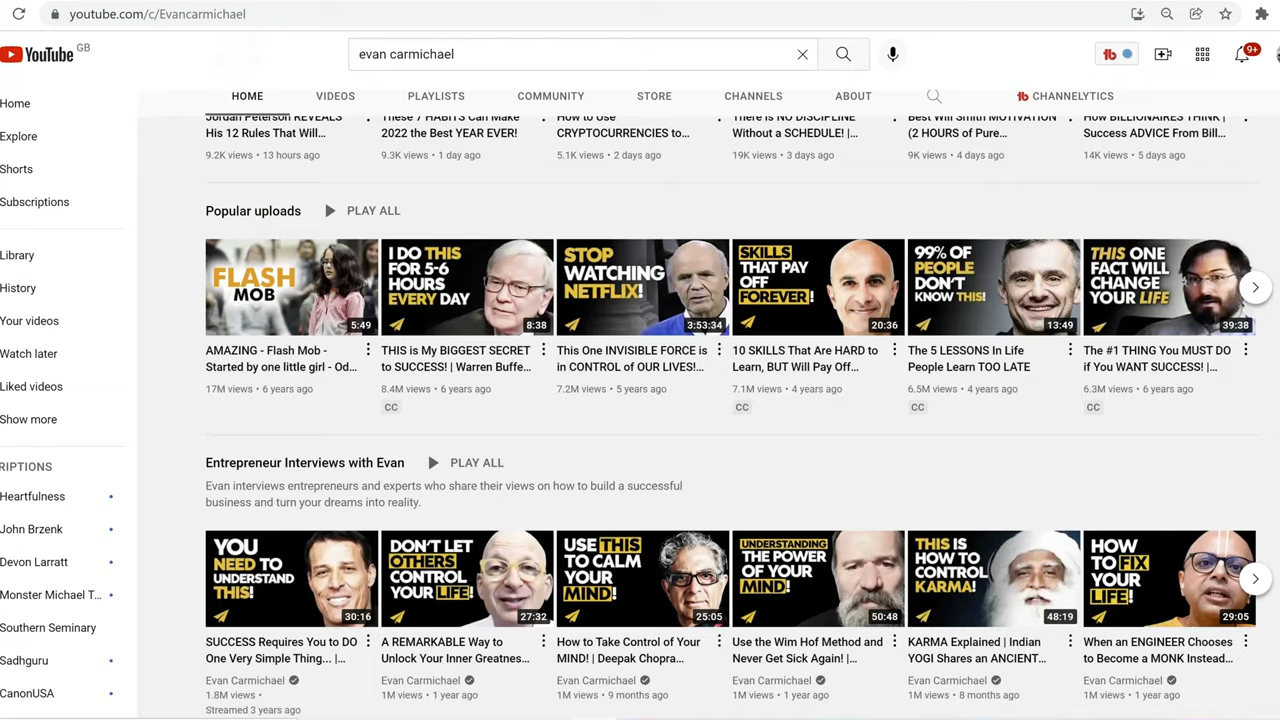 youtube.com/c/Evancarmichael
YouTube GB
evan carmichael
9+
HOME VIDEOS PLAYLISTS COMMUNITY STORE CHANNELS ABOUT CHANNELYTICS
Home
Explore
Shorts
Subscriptions
Library
History
Your videos
Watch later
Liked videos
Show more
RIPTIONS
Heartfulness
John Brzenk
Devon Larratt
Monster Michael T...
Southern Seminary
Sadhguru
CanonUSA
Jordan Peterson REVEALS
His 12 Rules That Will...
9.2K views • 13 hours ago
These 7 HABITS Can Make
2022 the Best YEAR EVER!
9.3K views • 1 day ago
How to Use
CRYPTOCURRENCIES to...
5.1K views • 2 days ago
There is NO DISCIPLINE
Without a SCHEDULE! |...
19K views • 3 days ago
Best Will Smith MOTIVATION
(2 HOURS of Pure...
9K views • 4 days ago
How BILLIONAIRES THINK |
Success ADVICE From Bill...
14K views • 5 days ago
Popular uploads PLAY ALL
FLASH
MOB
5:49
AMAZING - Flash Mob -
Started by one little girl - Od...
17M views • 6 years ago
I DO THIS
FOR 5-6
HOURS
EVERY DAY
8:38
THIS is My BIGGEST SECRET
to SUCCESS! | Warren Buffe...
8.4M views • 6 years ago
CC
STOP
WATCHING
NETFLIX!
3:53:34
This One INVISIBLE FORCE is
in CONTROL of OUR LIVES!...
7.2M views • 5 years ago
SKILLS
THAT PAY
OFF
FOREVER!
20:36
10 SKILLS That Are HARD to
Learn, BUT Will Pay Off...
7.1M views • 4 years ago
CC
99% OF
PEOPLE
DON'T
KNOW THIS!
13:49
The 5 LESSONS In Life
People Learn TOO LATE
6.5M views • 4 years ago
CC
THIS ONE
FACT WILL
CHANGE
YOUR LIFE
39:38
The #1 THING You MUST DO
if You WANT SUCCESS! |...
6.3M views • 6 years ago
CC
Entrepreneur Interviews with Evan PLAY ALL
Evan interviews entrepreneurs and experts who share their views on how to build a successful
business and turn your dreams into reality.
YOU
NEED TO
UNDERSTAND
THIS!
30:16
SUCCESS Requires You to DO
One Very Simple Thing... |...
Evan Carmichael
1.8M views •
Streamed 3 years ago
DON'T LET
OTHERS
CONTROL
YOUR LIFE!
27:32
A REMARKABLE Way to
Unlock Your Inner Greatnes...
Evan Carmichael
1M views • 1 year ago
USE THIS
TO CALM
YOUR
MIND!
25:05
How to Take Control of Your
MIND! | Deepak Chopra...
Evan Carmichael
1M views • 9 months ago
UNDERSTANDING
THE POWER
OF YOUR
MIND!
50:48
Use the Wim Hof Method and
Never Get Sick Again! |...
Evan Carmichael
1M views • 1 year ago
THIS IS
HOW TO
CONTROL
KARMA!
48:19
KARMA Explained | Indian
YOGI Shares an ANCIENT...
Evan Carmichael
1M views • 8 months ago
HOW
TO FIX
YOUR
LIFE!
29:05
When an ENGINEER Chooses
to Become a MONK Instead...
Evan Carmichael
1M views • 1 year ago